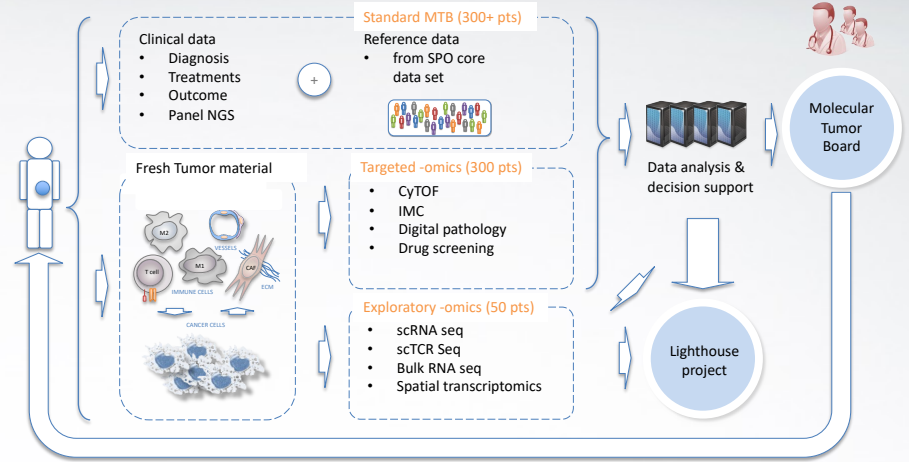 Standard MTB (300+ pts)
Clinical data
• Diagnosis
• Treatments
• Outcome
• Panel NGS
+
Reference data
• from SPO core
data set
Molecular
Tumor
Board
Data analysis &
decision support
Fresh Tumor material
M2
VESSELS
T cell
M1
CAF
ECM
IMMUNE CELLS
CANCER CELLS
Targeted -omics (300 pts)
• CyTOF
• IMC
• Digital pathology
• Drug screening
Exploratory -omics (50 pts)
• scRNA seq
• scTCR Seq
• Bulk RNA seq
• Spatial transcriptomics
Lighthouse
project